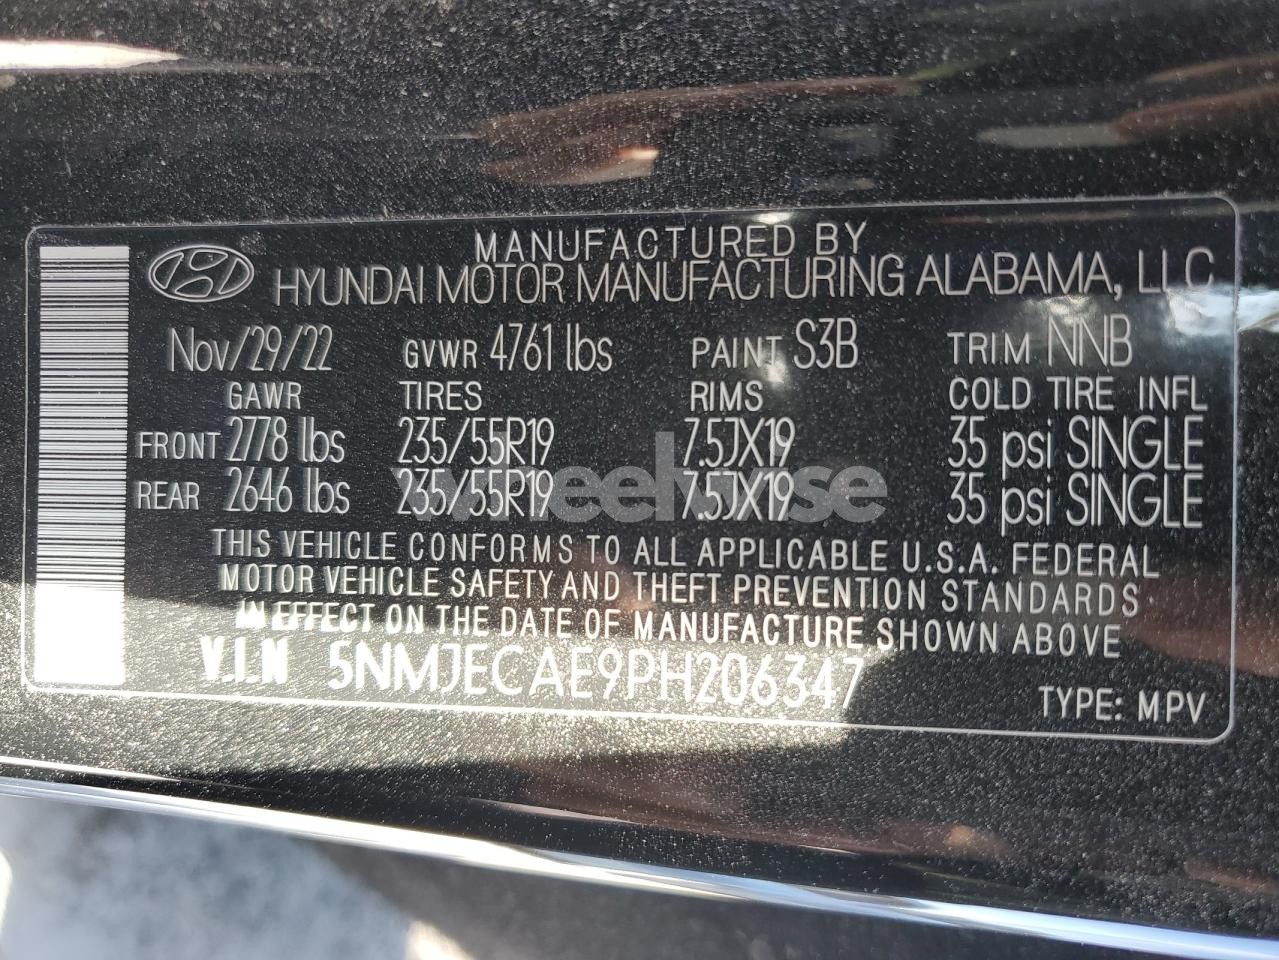 MANUFACTURED BY
HYUNDAI MOTOR MANUFACTURING ALABAMA, LLC
Nov/29/22 GVWR 4761 lbs PAINT S3B TRIM NNB
GAWR TIRES RIMS COLD TIRE INFL
FRONT 2778 lbs 235/55R19 7.5JX19 35 psi SINGLE
REAR 2646 lbs 235/55R19 7.5JX19 35 psi SINGLE
wheelwise
THIS VEHICLE CONFORMS TO ALL APPLICABLE U.S.A. FEDERAL
MOTOR VEHICLE SAFETY AND THEFT PREVENTION STANDARDS
IN EFFECT ON THE DATE OF MANUFACTURE SHOWN ABOVE
V.I.N 5NMJECAE9PH206347
TYPE: MPV